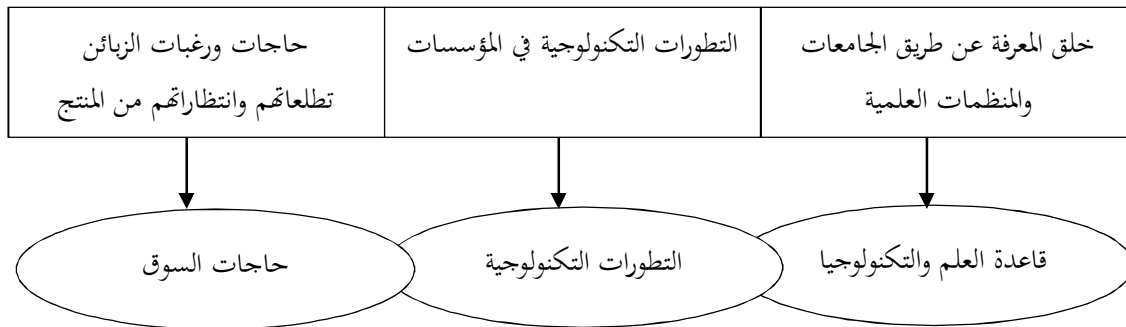 خلق المعرفة عن طريق الجامعات
والمنظمات العلمية
التطورات التكنولوجية في المؤسسات
حاجات ورغبات الزبائن
تطلعاتهم وانتظاراتهم من المنتج
قاعدة العلم والتكنولوجيا
التطورات التكنولوجية
حاجات السوق